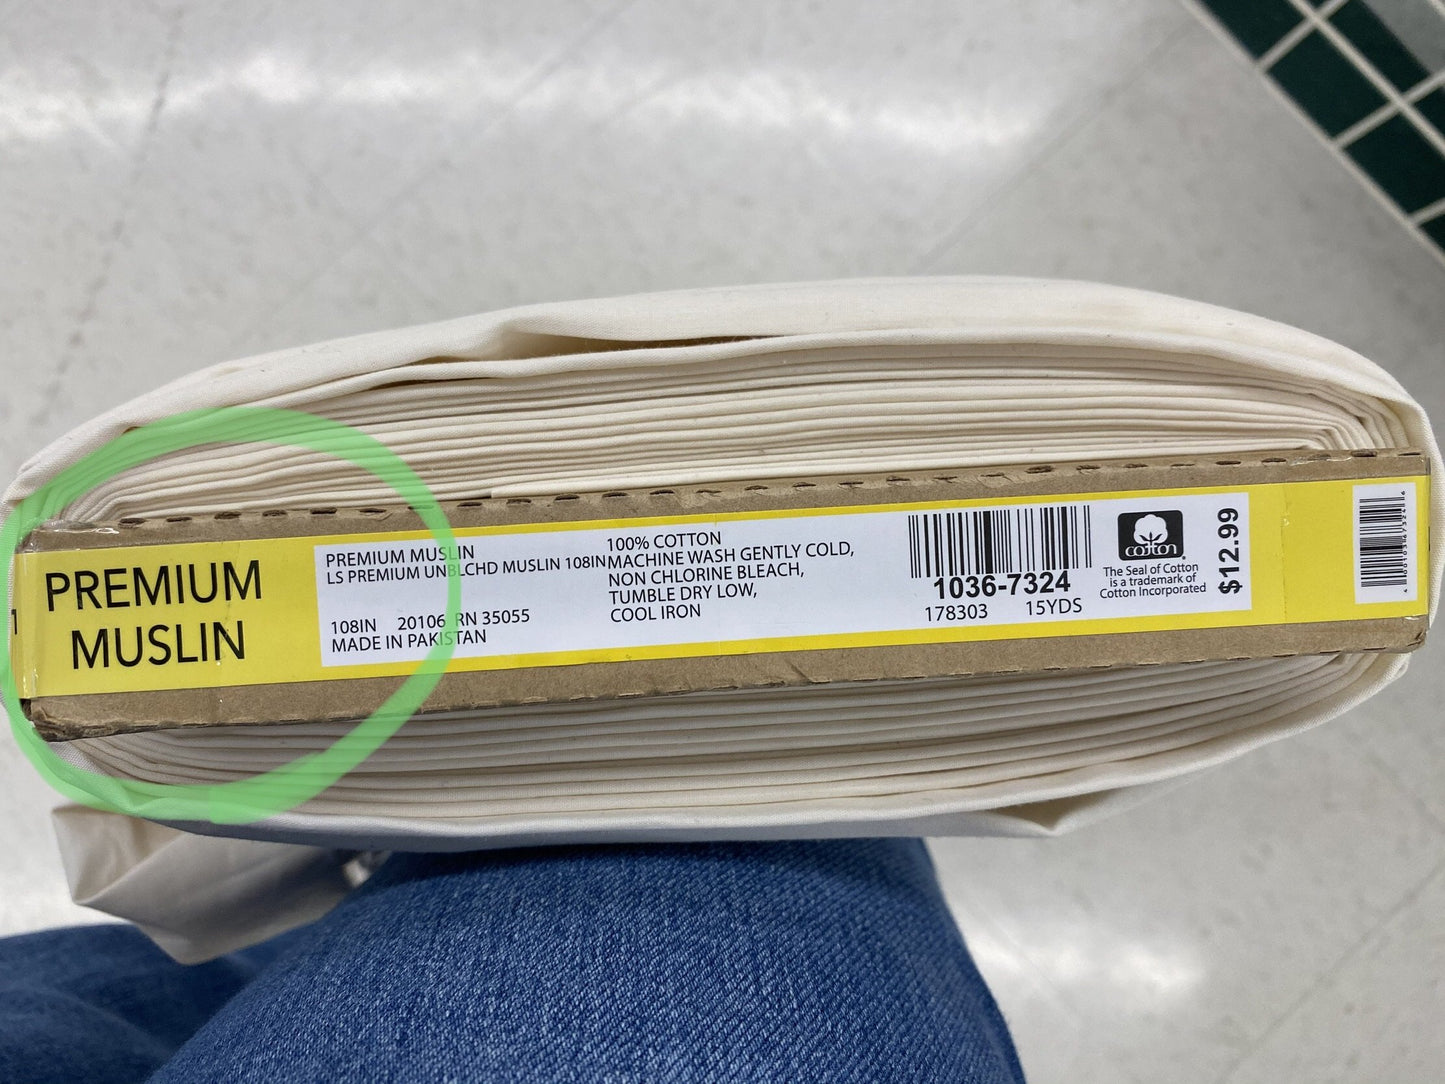 PREMIUM
MUSLIN
PREMIUM MUSLIN
LS PREMIUM UNBLCHD MUSLIN 108IN
108IN 20106 RN 35055
MADE IN PAKISTAN
100% COTTON
MACHINE WASH GENTLY COLD,
NON CHLORINE BLEACH,
TUMBLE DRY LOW,
COOL IRON
1036-7324
178303 15YDS
cotton
The Seal of Cotton
is a trademark of
Cotton Incorporated
$12.99